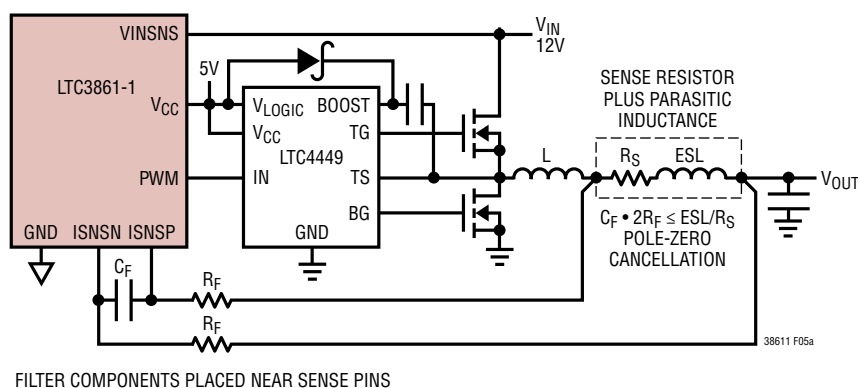 VINSNS
LTC3861-1
VCC
PWM
GND ISNSN ISNSP
5V
VLOGIC BOOST
VCC TG
LTC4449
IN TS
BG
GND
VIN
12V
SENSE RESISTOR
PLUS PARASITIC
INDUCTANCE
L
RS ESL
VOUT
CF • 2RF ≤ ESL/RS
POLE-ZERO
CANCELLATION
CF
RF
RF
38611 F05a
FILTER COMPONENTS PLACED NEAR SENSE PINS